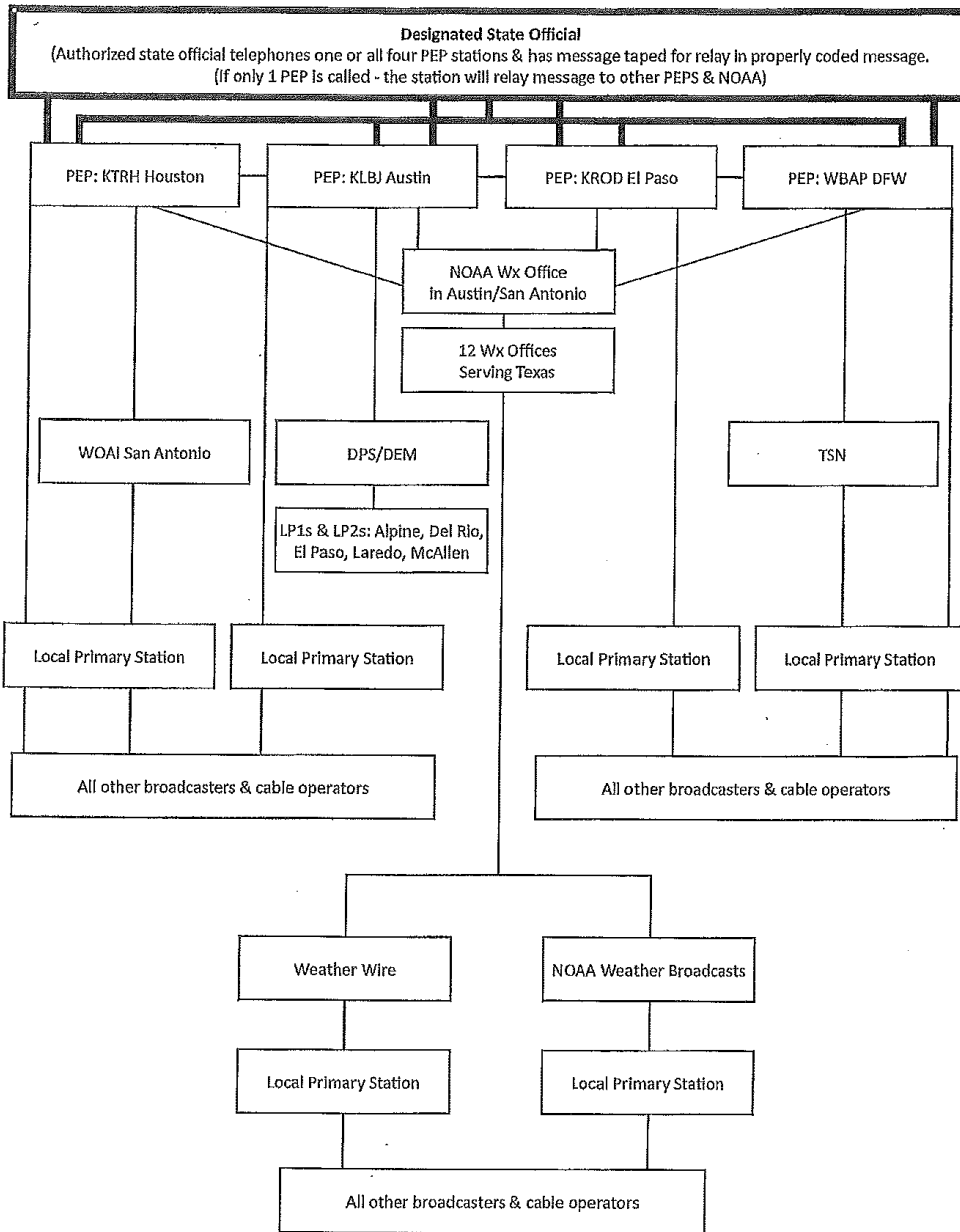 Designated State Official
(Authorized state official telephones one or all four PEP stations & has message taped for relay in properly coded message.
(If only 1 PEP is called - the station will relay message to other PEPS & NOAA)
PEP: KTRH Houston
PEP: KLBJ Austin
PEP: KROD El Paso
PEP: WBAP DFW
NOAA Wx Office
in Austin/San Antonio
12 Wx Offices
Serving Texas
WOAI San Antonio
DPS/DEM
TSN
LP1s & LP2s: Alpine, Del Rio,
El Paso, Laredo, McAllen
Local Primary Station
Local Primary Station
Local Primary Station
Local Primary Station
All other broadcasters & cable operators
All other broadcasters & cable operators
Weather Wire
NOAA Weather Broadcasts
Local Primary Station
Local Primary Station
All other broadcasters & cable operators